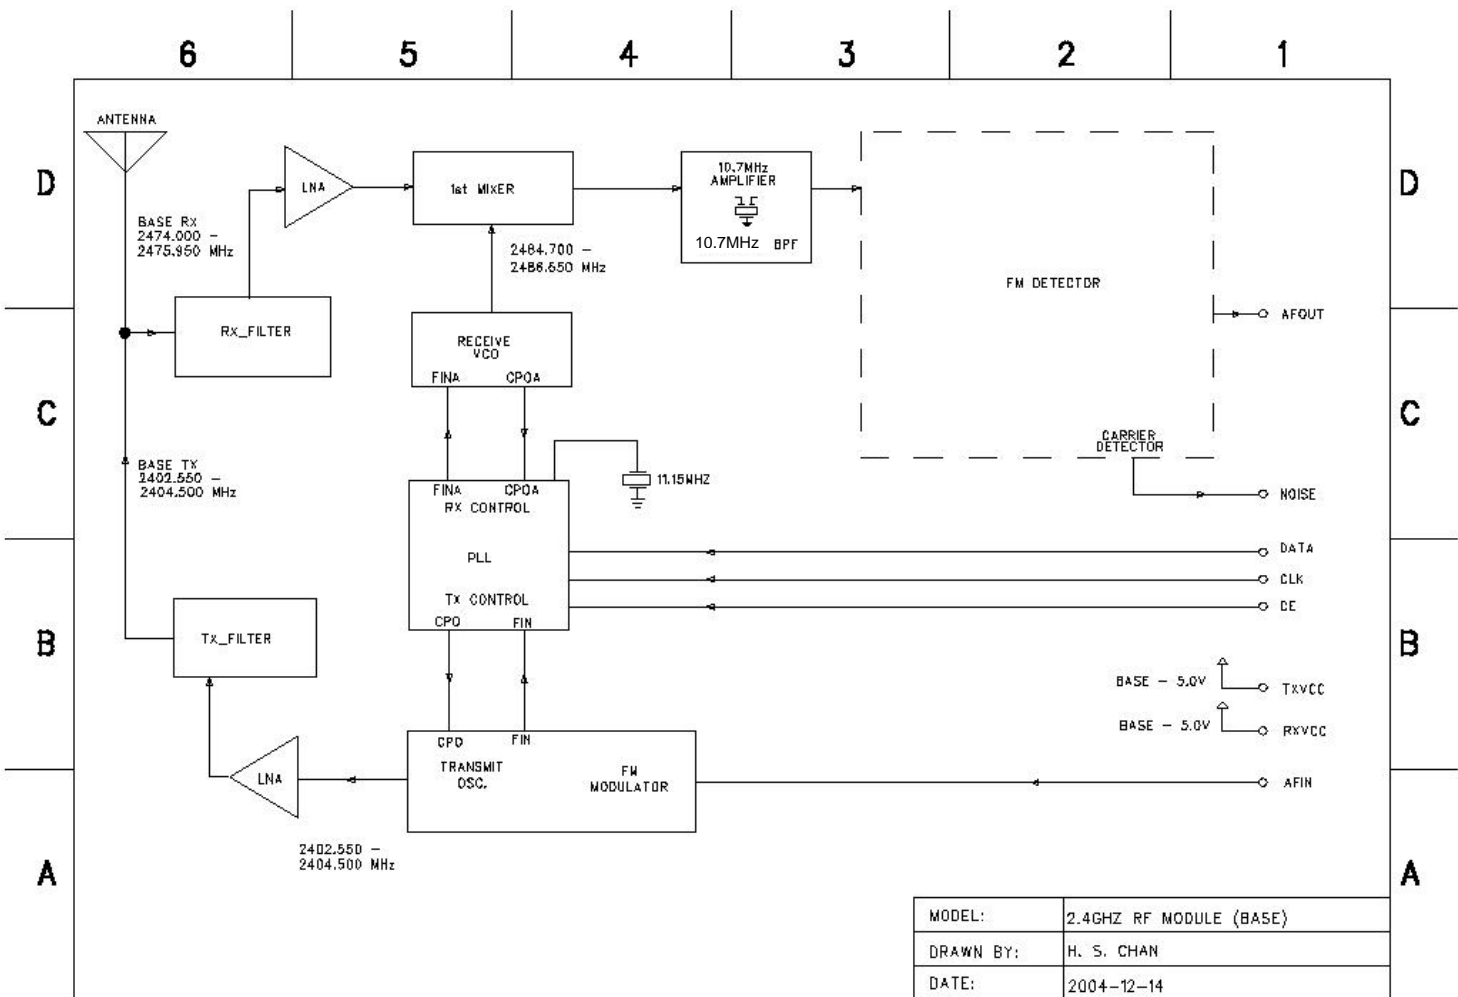 6 5 4 3 2 1
ANTENNA
D
D
LNA
1st MIXER
10.7MHz
AMPLIFIER
10.7MHz BPF
BASE RX
2474.000 -
2475.950 MHz
2484.700 -
2486.650 MHz
FM DETECTOR
RX_FILTER
RECEIVE
VCO
FINA CPOA
AFOUT
C
C
CARRIER
DETECTOR
BASE TX
2402.550 -
2404.500 MHz
11.15MHZ
FINA CPOA
RX CONTROL
NOISE
PLL
DATA
CLK
TX CONTROL
CE
CPO FIN
B
B
TX_FILTER
BASE - 5.0V
TXVCC
BASE - 5.0V
RXVCC
CPO FIN
TRANSMIT
OSC.
FM
MODULATOR
LNA
AFIN
2402.550 -
2404.500 MHz
A
A
MODEL: 2.4GHZ RF MODULE (BASE)
DRAWN BY: H. S. CHAN
DATE: 2004-12-14